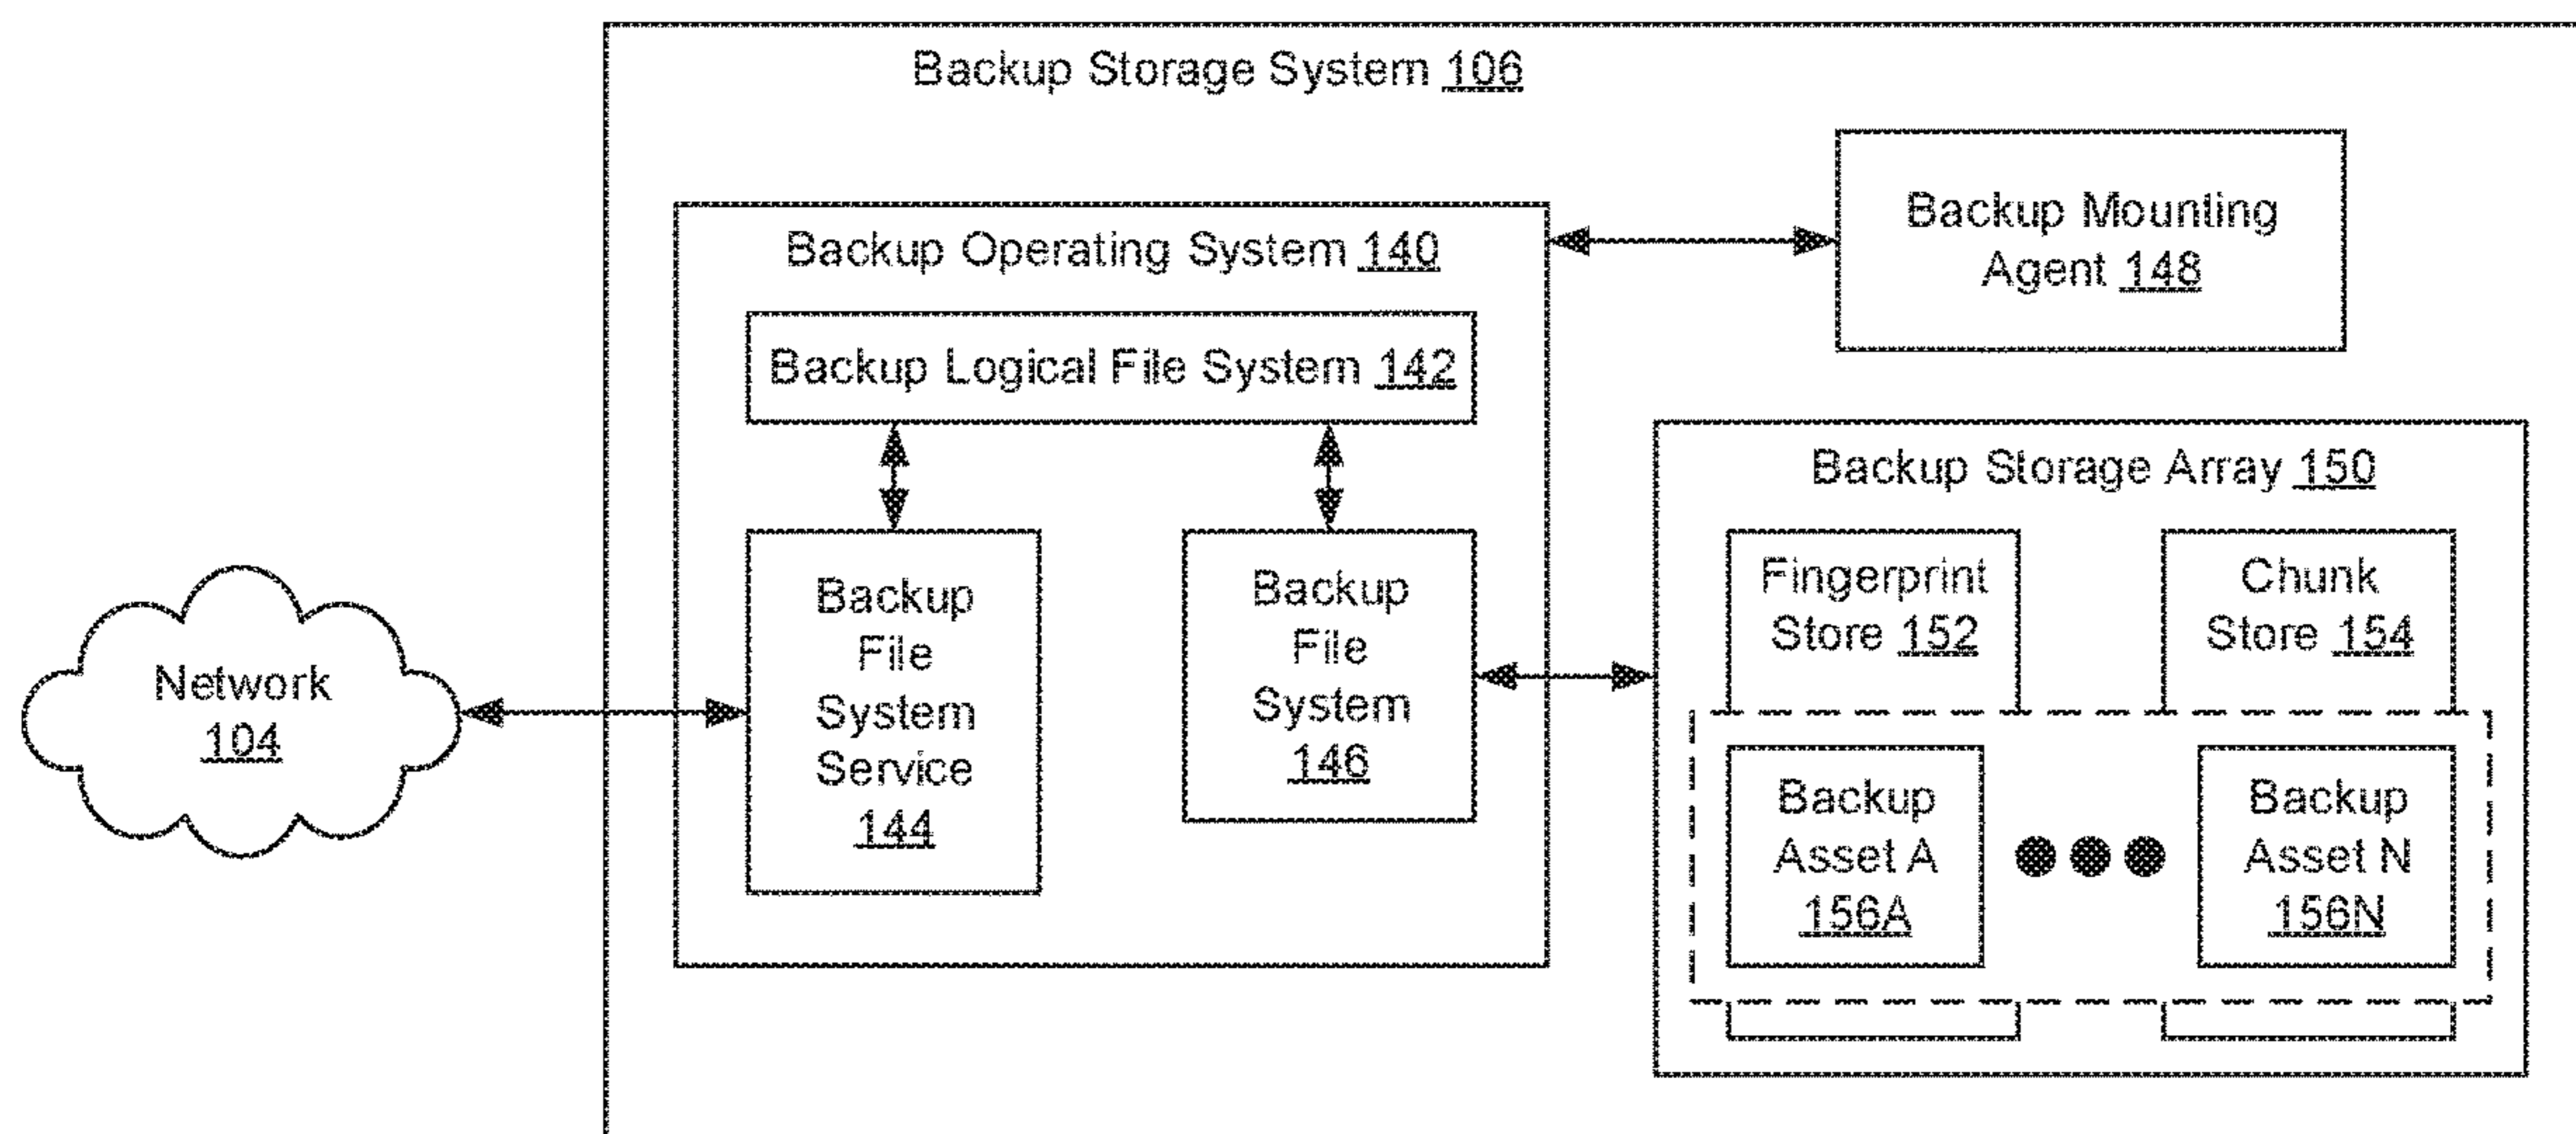 Backup Storage System 106
Backup Mounting
Agent 148
Backup Operating System 140
Backup Logical File System 142
Backup
File
System
Service
144
Backup
File
System
146
Network
104
Backup Storage Array 150
Fingerprint
Store 152
Chunk
Store 154
Backup
Asset A
156A
Backup
Asset N
156N